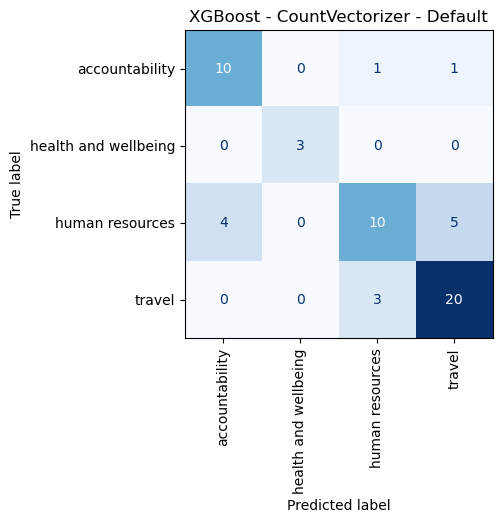 XGBoost - CountVectorizer - Default
True label
accountability 10 0 1 1
health and wellbeing 0 3 0 0
human resources 4 0 10 5
travel 0 0 3 20
accountability
health and wellbeing
human resources
travel
Predicted label